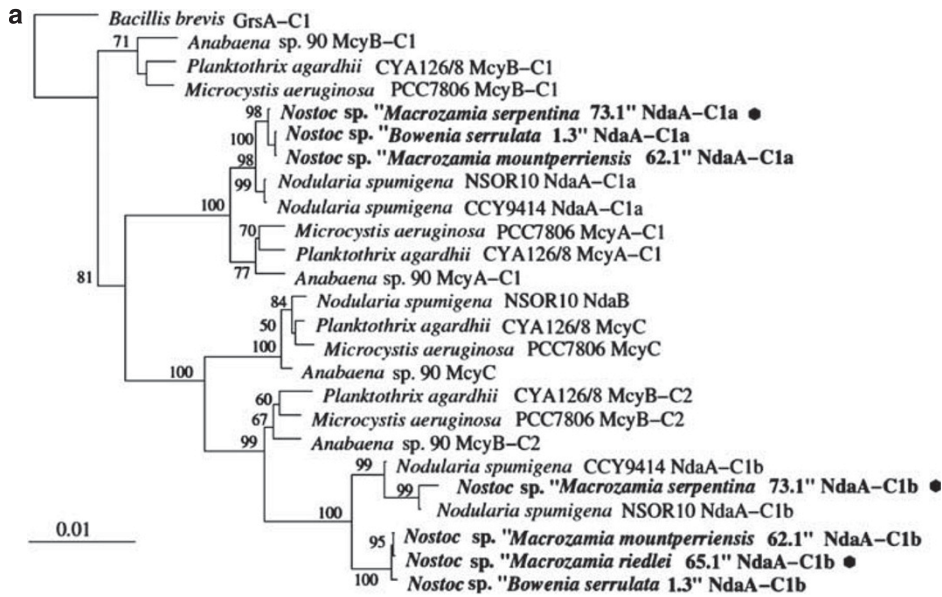 a
Bacillis brevis GrsA–C1
71
Anabaena sp. 90 McyB–C1
Planktothrix agardhii CYA126/8 McyB–C1
Microcystis aeruginosa PCC7806 McyB–C1
98
Nostoc sp. "Macrozamia serpentina 73.1" NdaA–C1a
100
Nostoc sp. "Bowenia serrulata 1.3" NdaA–C1a
98
Nostoc sp. "Macrozamia mountperriensis 62.1" NdaA–C1a
99
Nodularia spumigena NSOR10 NdaA–C1a
100
Nodularia spumigena CCY9414 NdaA–C1a
70
Microcystis aeruginosa PCC7806 McyA–C1
Planktothrix agardhii CYA126/8 McyA–C1
77
Anabaena sp. 90 McyA–C1
81
84
Nodularia spumigena NSOR10 NdaB
50
Planktothrix agardhii CYA126/8 McyC
100
Microcystis aeruginosa PCC7806 McyC
100
Anabaena sp. 90 McyC
60
Planktothrix agardhii CYA126/8 McyB–C2
67
Microcystis aeruginosa PCC7806 McyB–C2
99
Anabaena sp. 90 McyB–C2
99
Nodularia spumigena CCY9414 NdaA–C1b
99
Nostoc sp. "Macrozamia serpentina 73.1" NdaA–C1b
100
Nodularia spumigena NSOR10 NdaA–C1b
0.01
95
Nostoc sp. "Macrozamia mountperriensis 62.1" NdaA–C1b
Nostoc sp. "Macrozamia riedlei 65.1" NdaA–C1b
100
Nostoc sp. "Bowenia serrulata 1.3" NdaA–C1b